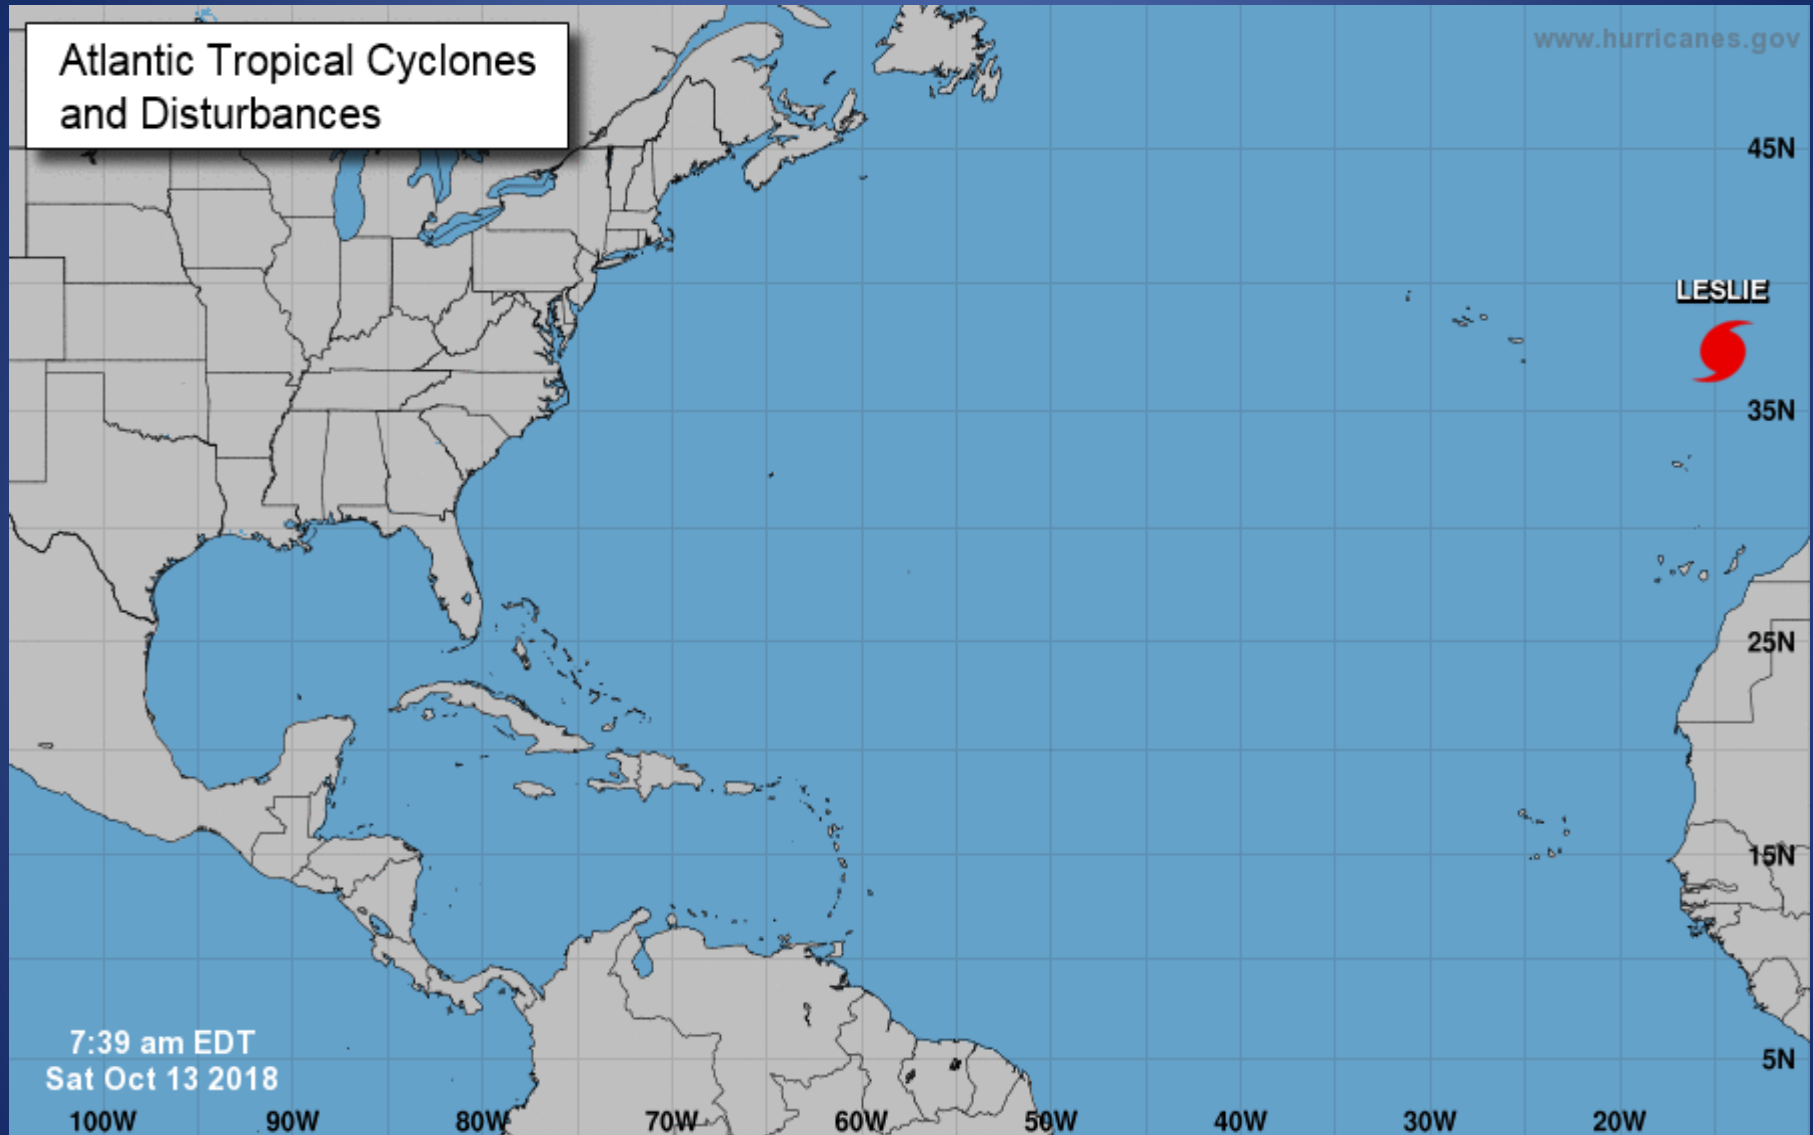 Atlantic Tropical Cyclones
and Disturbances
www.hurricanes.gov
45N
LESLIE
35N
25N
15N
5N
7:39 am EDT
Sat Oct 13 2018
100W 90W 80W 70W 60W 50W 40W 30W 20W